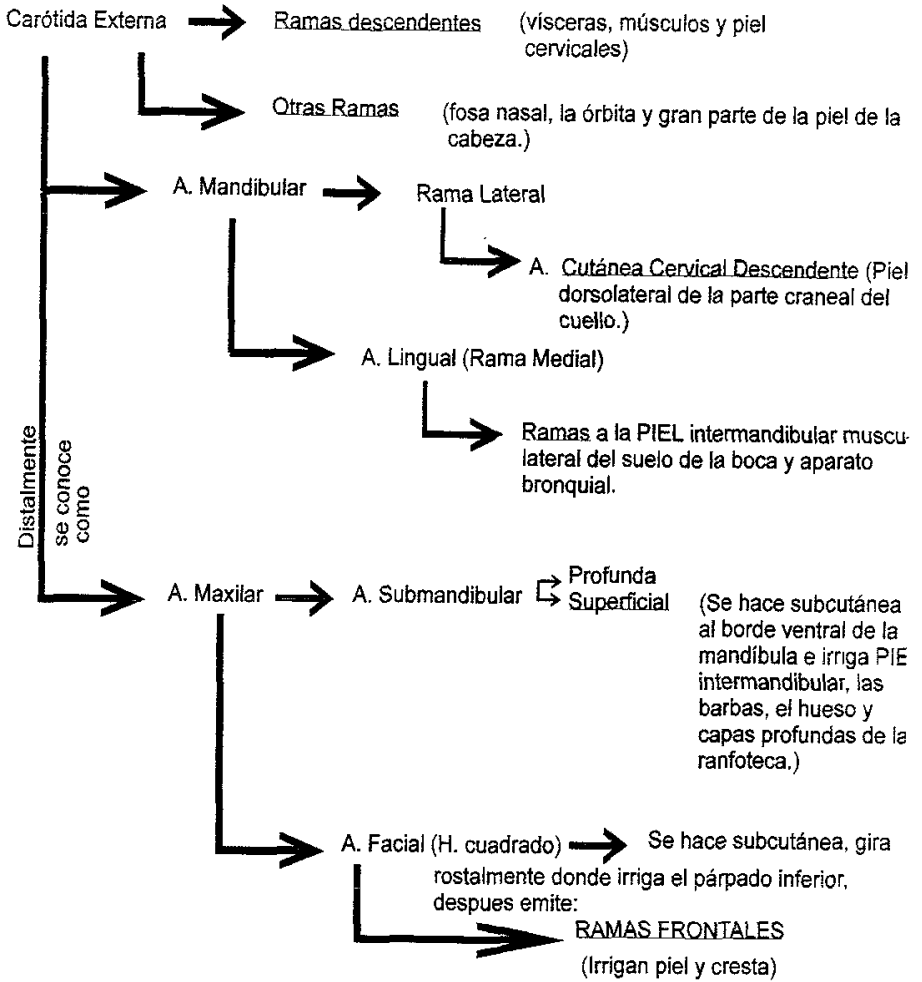 Carótida Externa
Ramas descendentes
(vísceras, músculos y piel
cervicales)
Otras Ramas
(fosa nasal, la órbita y gran parte de la piel de la
cabeza.)
A. Mandibular
Rama Lateral
A. Cutánea Cervical Descendente (Piel
dorsolateral de la parte craneal del
cuello.)
A. Lingual (Rama Medial)
Ramas a la PIEL intermandibular muscu-
lateral del suelo de la boca y aparato
bronquial.
Distalmente
se conoce
como
A. Maxilar
A. Submandibular
Profunda
Superficial
(Se hace subcutánea
al borde ventral de la
mandíbula e irriga PIE
intermandibular, las
barbas, el hueso y
capas profundas de la
ranfoteca.)
A. Facial (H. cuadrado)
Se hace subcutánea, gira
rostalmente donde irriga el párpado inferior,
despues emite:
RAMAS FRONTALES
(Irrigan piel y cresta)